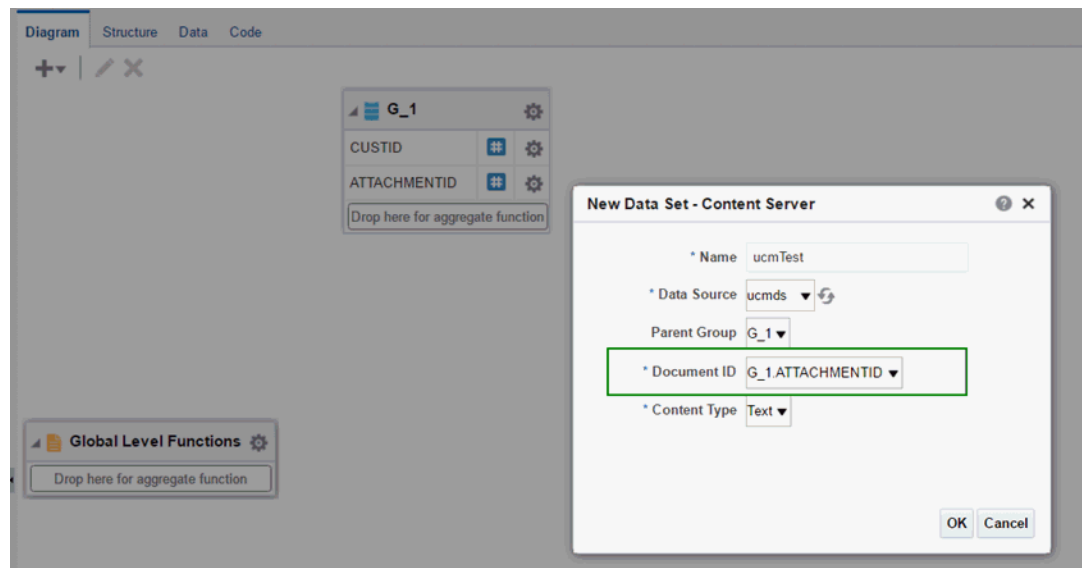 Diagram Structure Data Code
G_1
CUSTID
ATTACHMENTID
Drop here for aggregate function
Global Level Functions
Drop here for aggregate function
New Data Set - Content Server
* Name ucmTest
* Data Source ucmds
Parent Group G_1
* Document ID G_1.ATTACHMENTID
* Content Type Text
OK Cancel